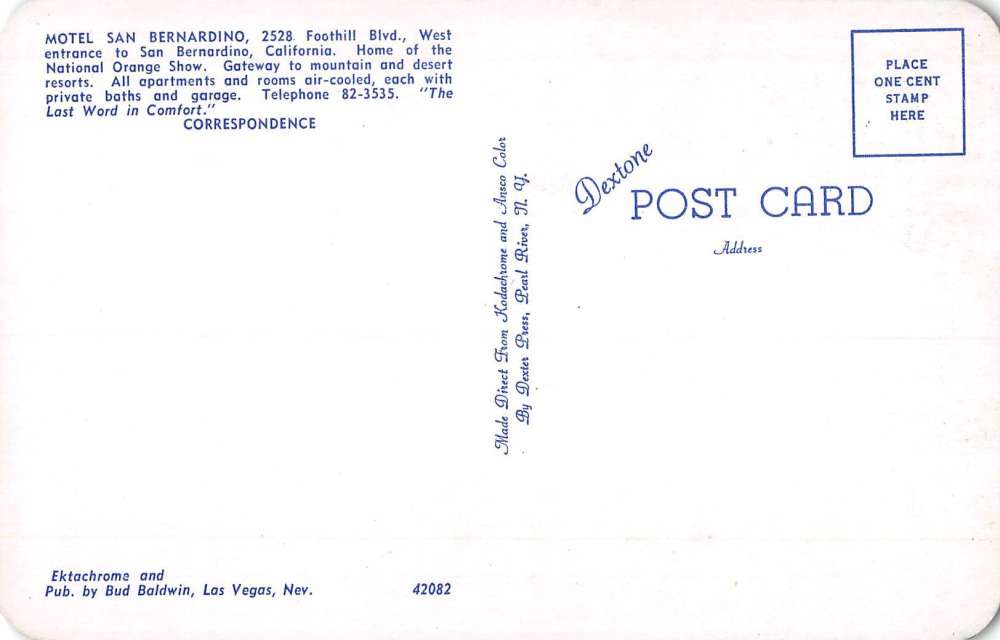 MOTEL SAN BERNARDINO, 2528 Foothill Blvd., West
entrance to San Bernardino, California. Home of the
National Orange Show. Gateway to mountain and desert
resorts. All apartments and rooms air-cooled, each with
private baths and garage. Telephone 82-3535. "The
Last Word in Comfort."
CORRESPONDENCE
Ektachrome and
Pub. by Bud Baldwin, Las Vegas, Nev.
42082
Made Direct From Kodachrome and Ansco Color
By Dexter Press, Pearl River, N. Y.
PLACE
ONE CENT
STAMP
HERE
Dextone
POST CARD
Address